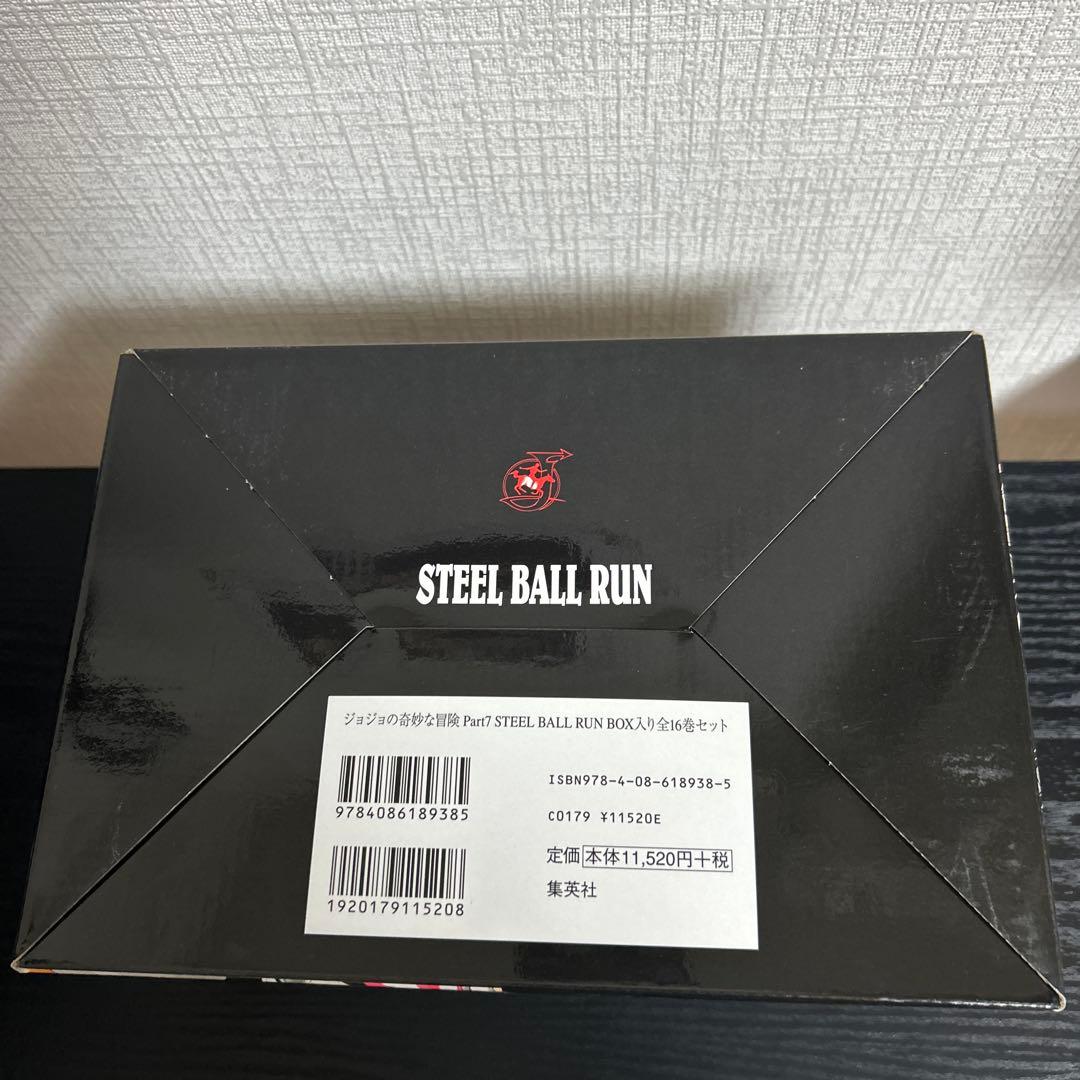 STEEL BALL RUN
ジョジョの奇妙な冒険 Part7 STEEL BALL RUN BOX入り全16巻セット
9784086189385
ISBN978-4-08-618938-5
C0179 ¥11520E
1920179115208
定価 本体11,520円+税
集英社